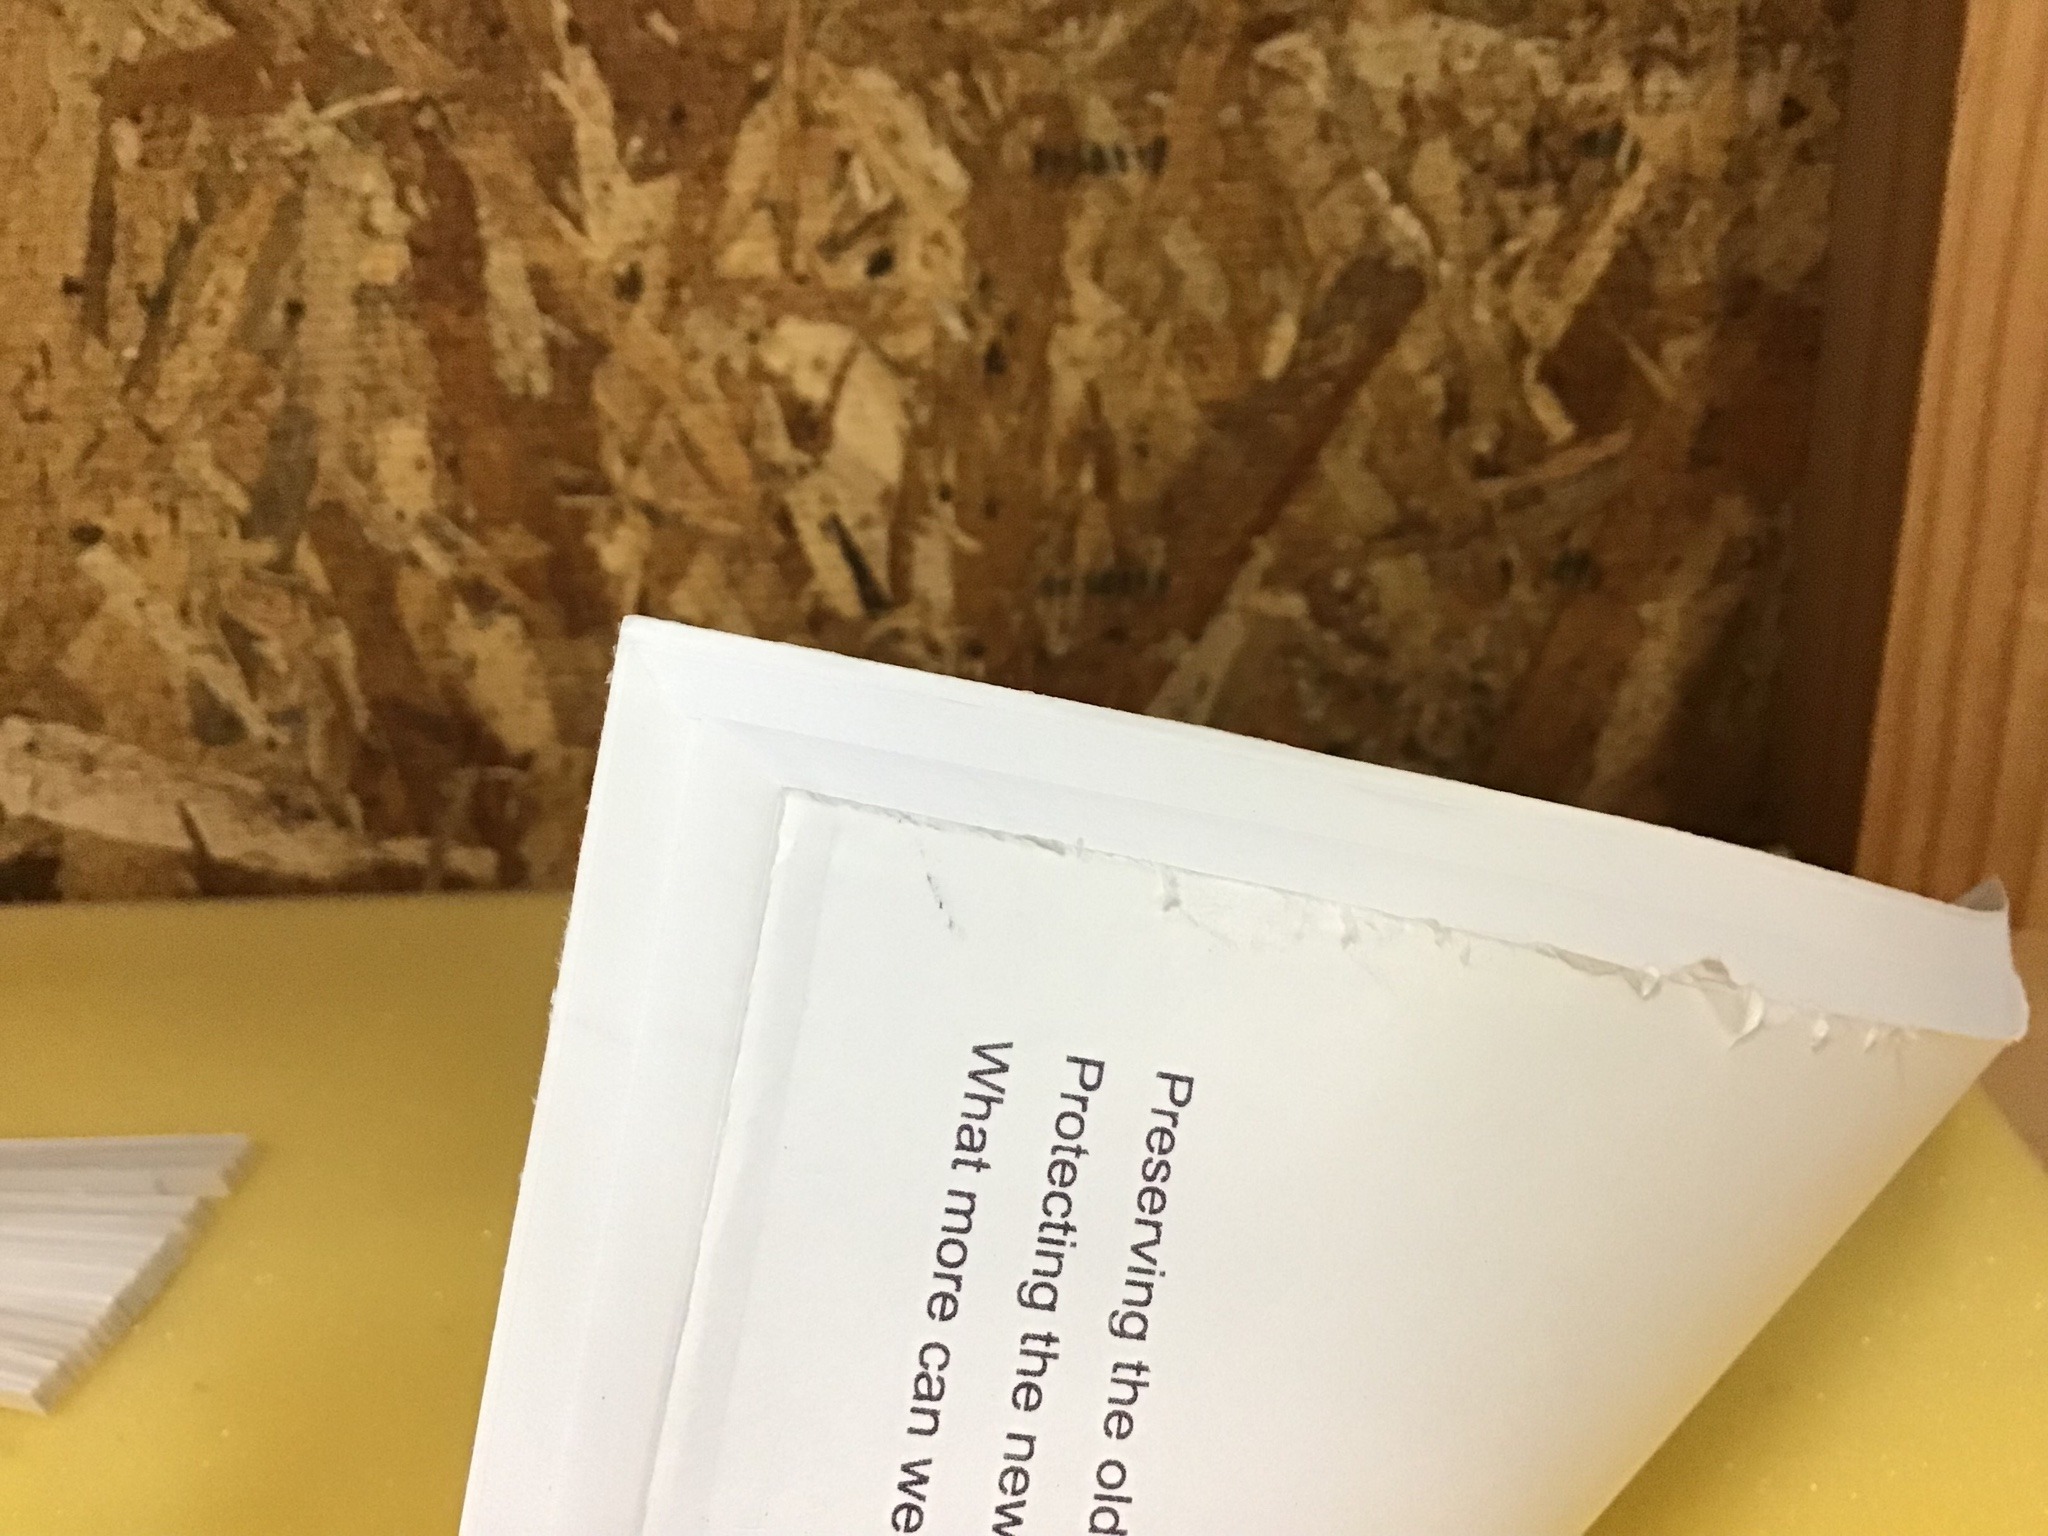 Preserving the old
Protecting the new
What more can we